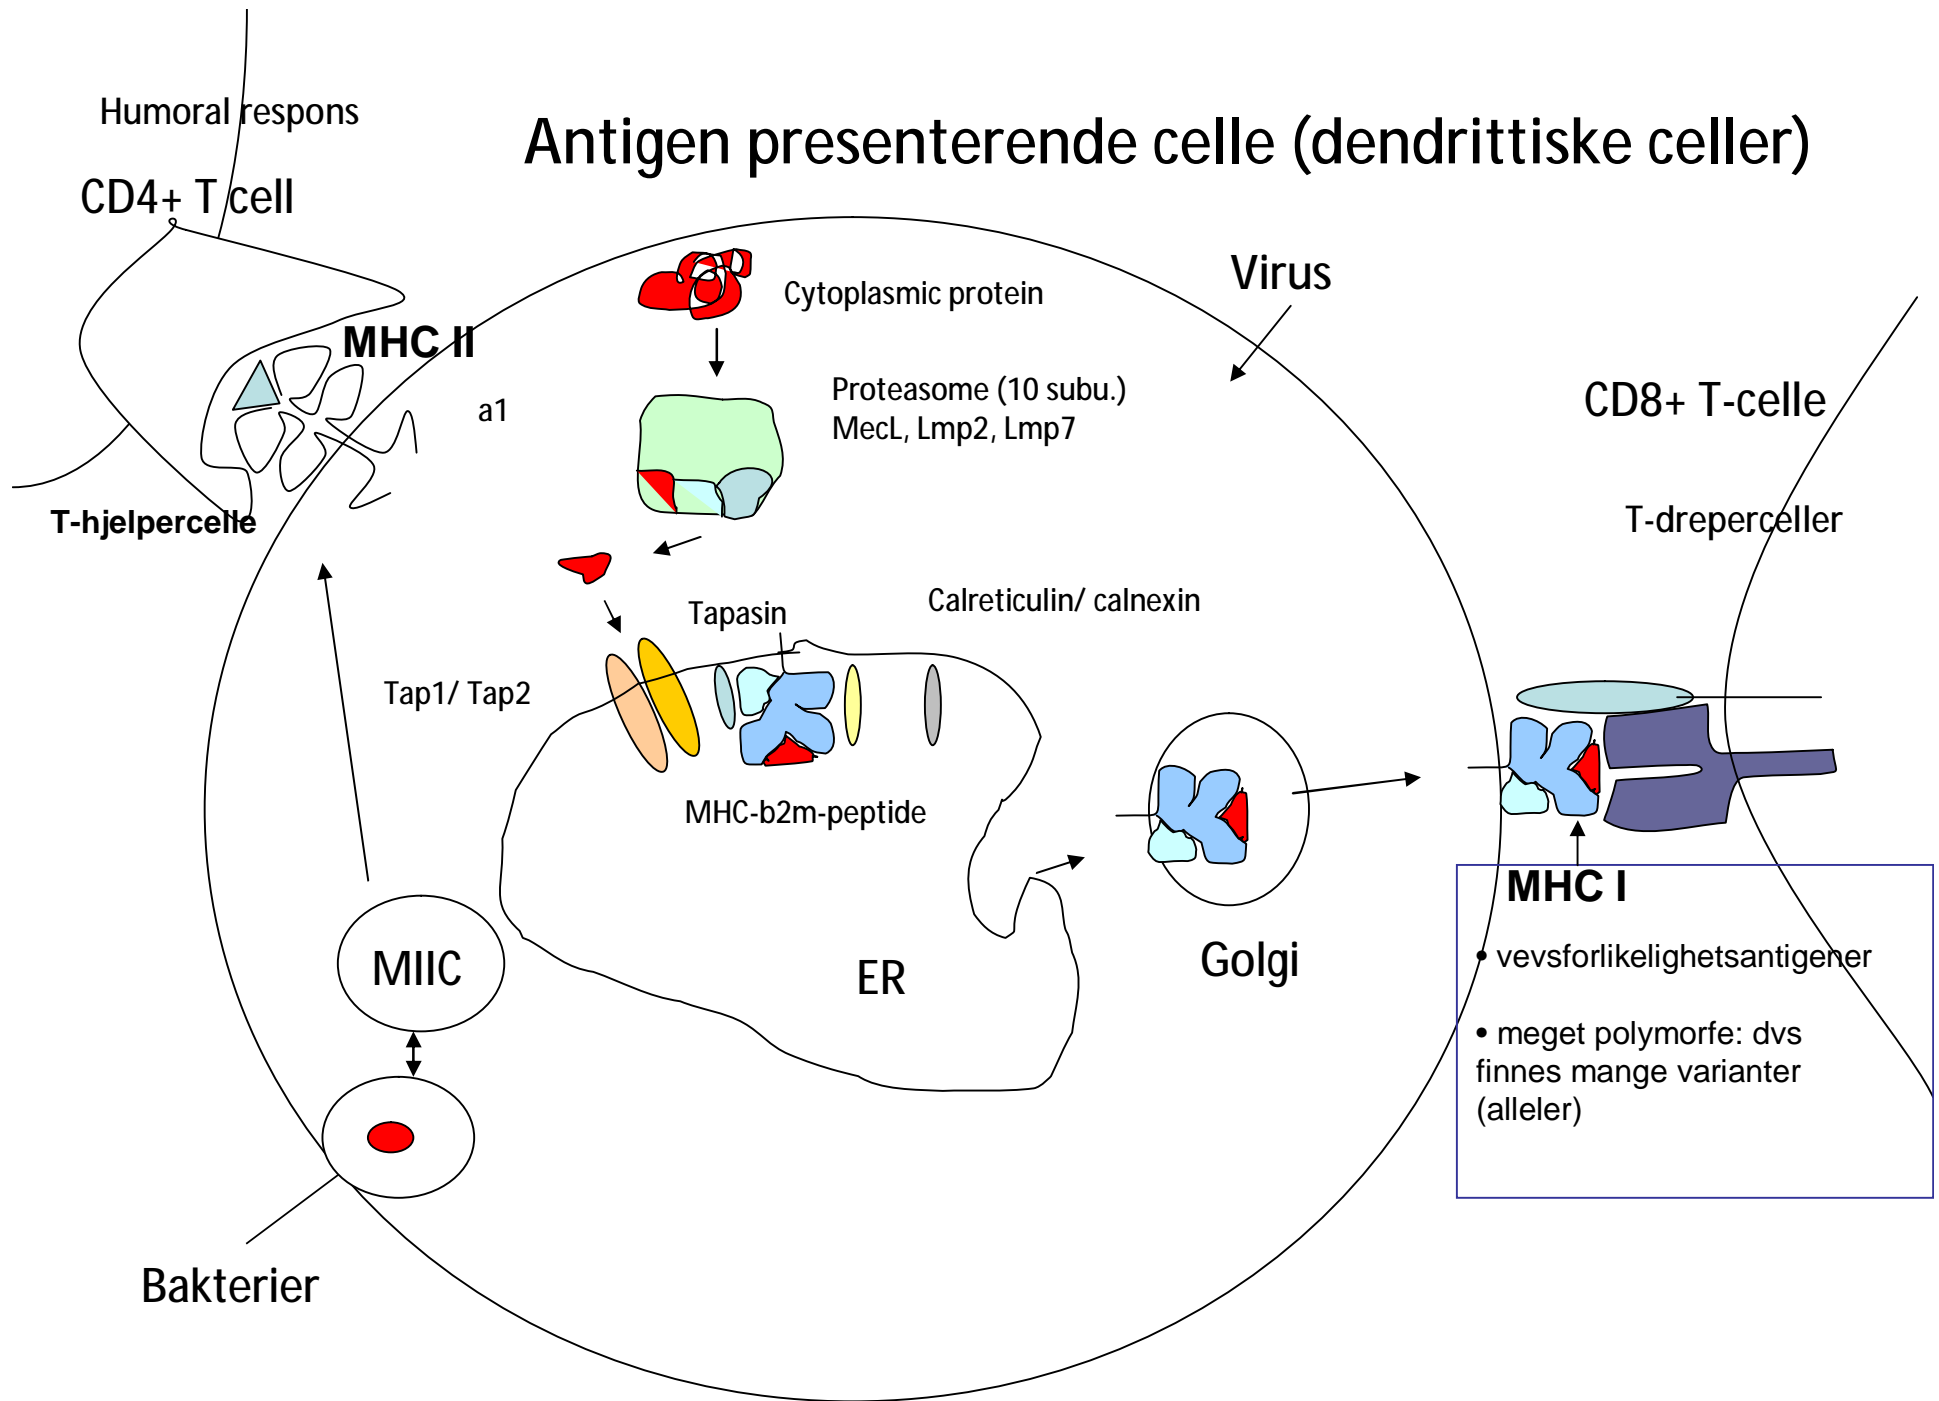 Antigen presenterende celle (dendrittiske celler)
Humoral respons
CD4+ T cell
MHC II
a1
T-hjelpercelle
Cytoplasmic protein
Virus
Proteasome (10 subu.)
MecL, Lmp2, Lmp7
CD8+ T-celle
T-dreperceller
Tapasin
Calreticulin/ calnexin
Tap1/ Tap2
MHC-b2m-peptide
MIIC
ER
Golgi
MHC I
• vevsforlikelighetsantigener
• meget polymorfe: dvs
finnes mange varianter
(alleler)
Bakterier